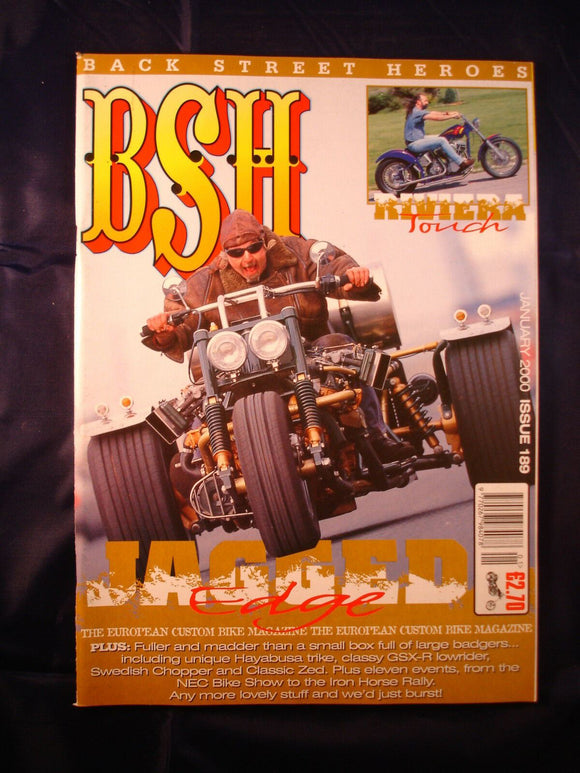 BACK STREET HEROES
BSH
RIVIERA
Touch
JANUARY 2000 ISSUE 189
£2.70
JAGGED
Edge
THE EUROPEAN CUSTOM BIKE MAGAZINE THE EUROPEAN CUSTOM BIKE MAGAZINE
PLUS: Fuller and madder than a small box full of large badgers...
including unique Hayabusa trike, classy GSX-R lowrider,
Swedish Chopper and Classic Zed. Plus eleven events, from the
NEC Bike Show to the Iron Horse Rally.
Any more lovely stuff and we'd just burst!